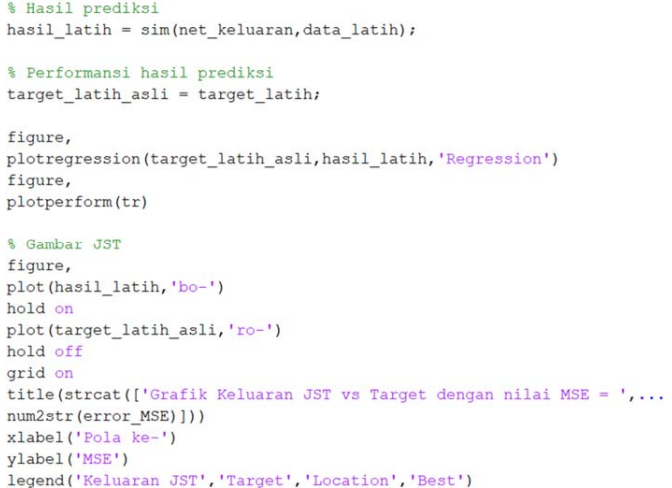 % Hasil prediksi
hasil_latih = sim(net_keluaran,data_latih);
% Performansi hasil prediksi
target_latih_asli = target_latih;
figure,
plotregression(target_latih_asli,hasil_latih,'Regression')
figure,
plotperform(tr)
% Gambar JST
figure,
plot(hasil_latih,'bo-')
hold on
plot(target_latih_asli,'ro-')
hold off
grid on
title(strcat(['Grafik Keluaran JST vs Target dengan nilai MSE = ',...
num2str(error_MSE)]))
xlabel('Pola ke-')
ylabel('MSE')
legend('Keluaran JST','Target','Location','Best')